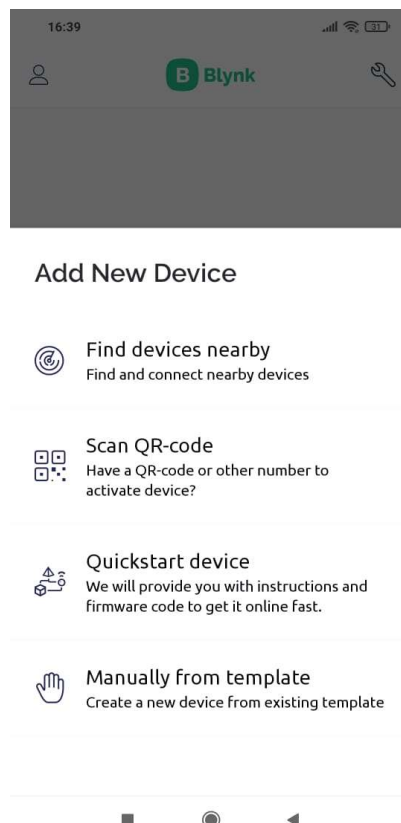 16:39
31
B Blynk
Add New Device
Find devices nearby
Find and connect nearby devices
Scan QR-code
Have a QR-code or other number to
activate device?
Quickstart device
We will provide you with instructions and
firmware code to get it online fast.
Manually from template
Create a new device from existing template